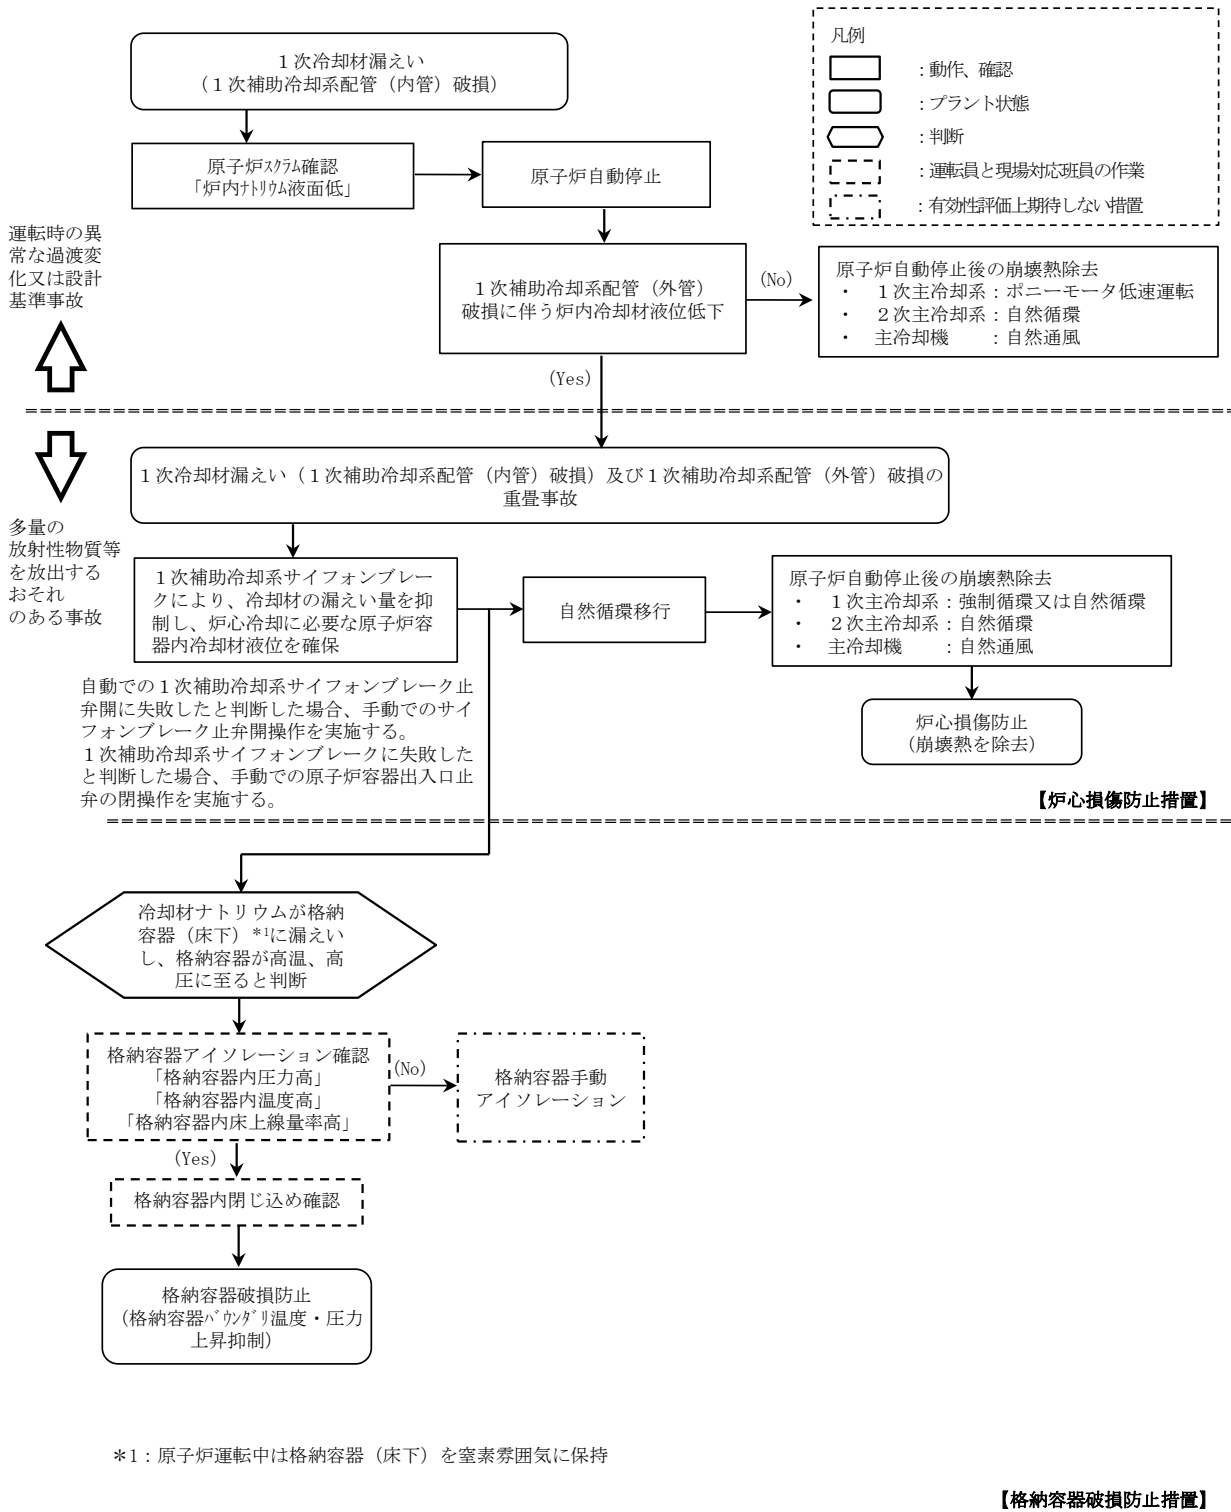 凡例
：動作、確認
：プラント状態
：判断
：運転員と現場対応班員の作業
：有効性評価上期待しない措置
１次冷却材漏えい
（１次補助冷却系配管（内管）破損）
原子炉ｽｸﾗﾑ確認
「炉内ﾅﾄﾘｳﾑ液面低」
原子炉自動停止
運転時の異
常な過渡変
化又は設計
基準事故
１次補助冷却系配管（外管）
破損に伴う炉内冷却材液位低下
(No)
原子炉自動停止後の崩壊熱除去
・　１次主冷却系：ポニーモータ低速運転
・　２次主冷却系：自然循環
・　主冷却機　　：自然通風
(Yes)
多量の
放射性物質等
を放出する
おそれ
のある事故
１次冷却材漏えい（１次補助冷却系配管（内管）破損）及び１次補助冷却系配管（外管）破損の
重畳事故
１次補助冷却系サイフォンブレー
クにより、冷却材の漏えい量を抑
制し、炉心冷却に必要な原子炉容
器内冷却材液位を確保
自然循環移行
原子炉自動停止後の崩壊熱除去
・　１次主冷却系：強制循環又は自然循環
・　２次主冷却系：自然循環
・　主冷却機　　：自然通風
自動での１次補助冷却系サイフォンブレーク止
弁開に失敗したと判断した場合、手動でのサイ
フォンブレーク止弁開操作を実施する。
１次補助冷却系サイフォンブレークに失敗した
と判断した場合、手動での原子炉容器出入口止
弁の閉操作を実施する。
炉心損傷防止
（崩壊熱を除去）
【炉心損傷防止措置】
冷却材ナトリウムが格納
容器（床下）*1に漏えい
し、格納容器が高温、高
圧に至ると判断
格納容器アイソレーション確認
「格納容器内圧力高」
「格納容器内温度高」
「格納容器内床上線量率高」
(No)
格納容器手動
アイソレーション
(Yes)
格納容器内閉じ込め確認
格納容器破損防止
（格納容器ﾊﾞｳﾝﾀﾞﾘ温度・圧力
上昇抑制）
*1：原子炉運転中は格納容器（床下）を窒素雰囲気に保持
【格納容器破損防止措置】